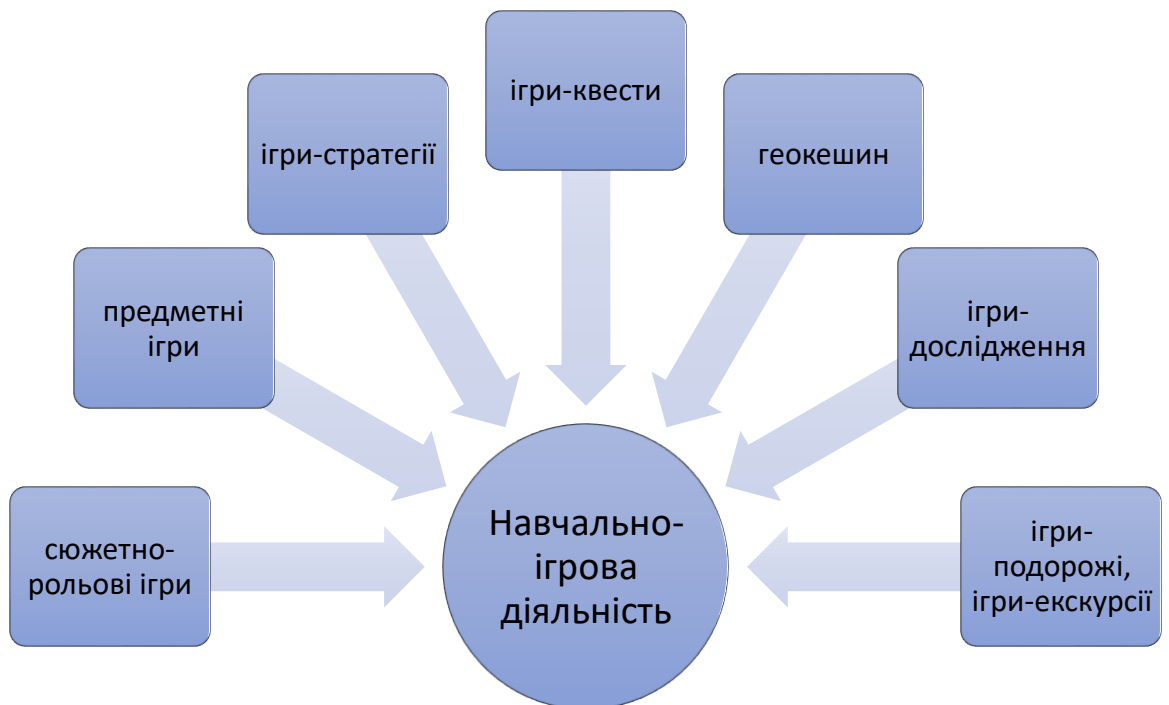 ігри-квести
ігри-стратегії
геокешин
предметні
ігри
ігри-
дослідження
сюжетно-
рольові ігри
Навчально-
ігрова
діяльність
ігри-
подорожі,
ігри-екскурсії